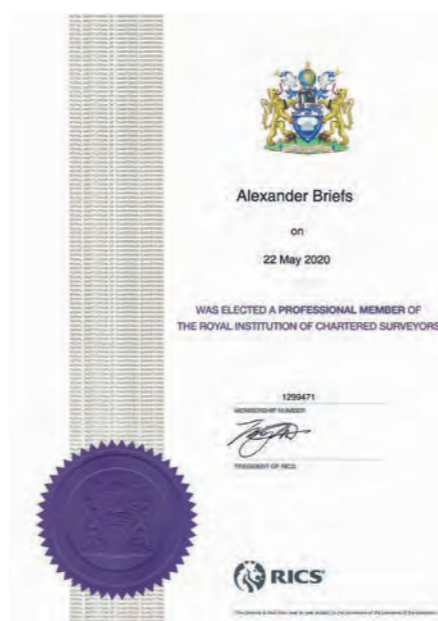 Alexander Briefs
on
22 May 2020
WAS ELECTED A PROFESSIONAL MEMBER OF
THE ROYAL INSTITUTION OF CHARTERED SURVEYORS
1299471
MEMBERSHIP NUMBER
PRESIDENT OF RICS
RICS